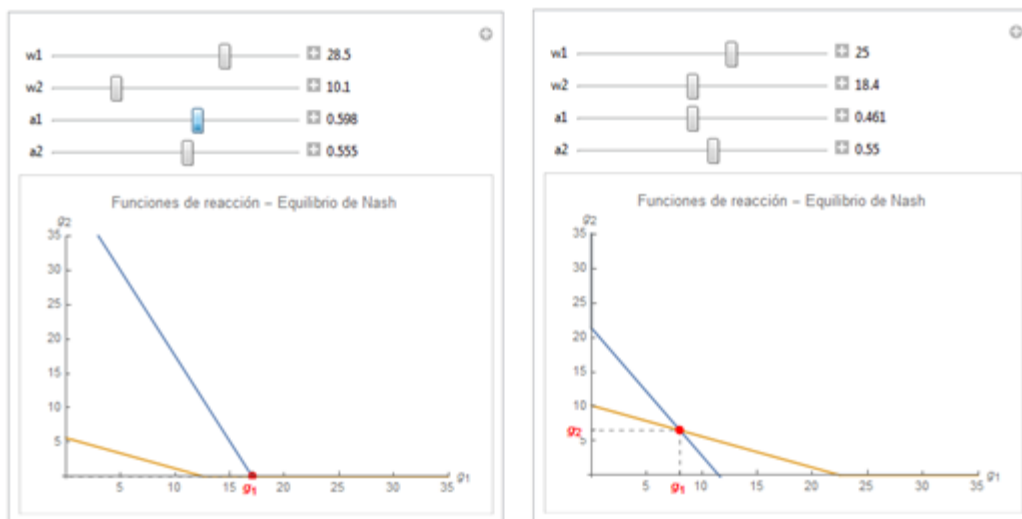 w1 28.5
w2 10.1
a1 0.598
a2 0.555
Funciones de reacción – Equilibrio de Nash
g2
35
30
25
20
15
10
5
5 10 15 20 25 30 35 g1
g1
w1 25
w2 18.4
a1 0.461
a2 0.55
Funciones de reacción – Equilibrio de Nash
g2
35
30
25
20
15
10
g2
5
5 10 15 20 25 30 35 g1
g1